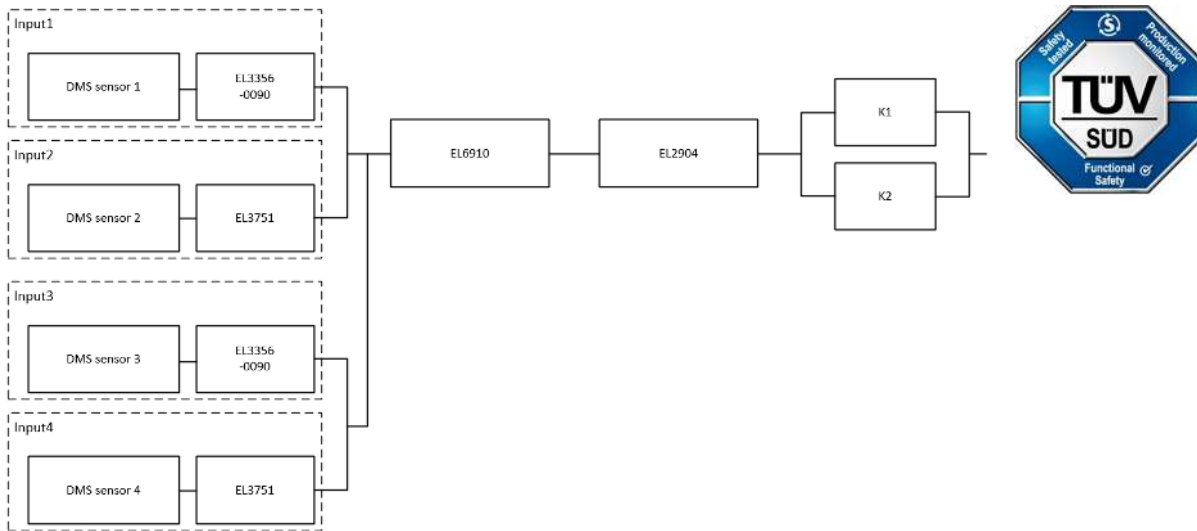 Input1
DMS sensor 1
EL3356
-0090
Input2
DMS sensor 2
EL3751
Input3
DMS sensor 3
EL3356
-0090
Input4
DMS sensor 4
EL3751
EL6910
EL2904
K1
K2
Safety
tested
S
Production
monitored
TÜV
SÜD
Functional
Safety